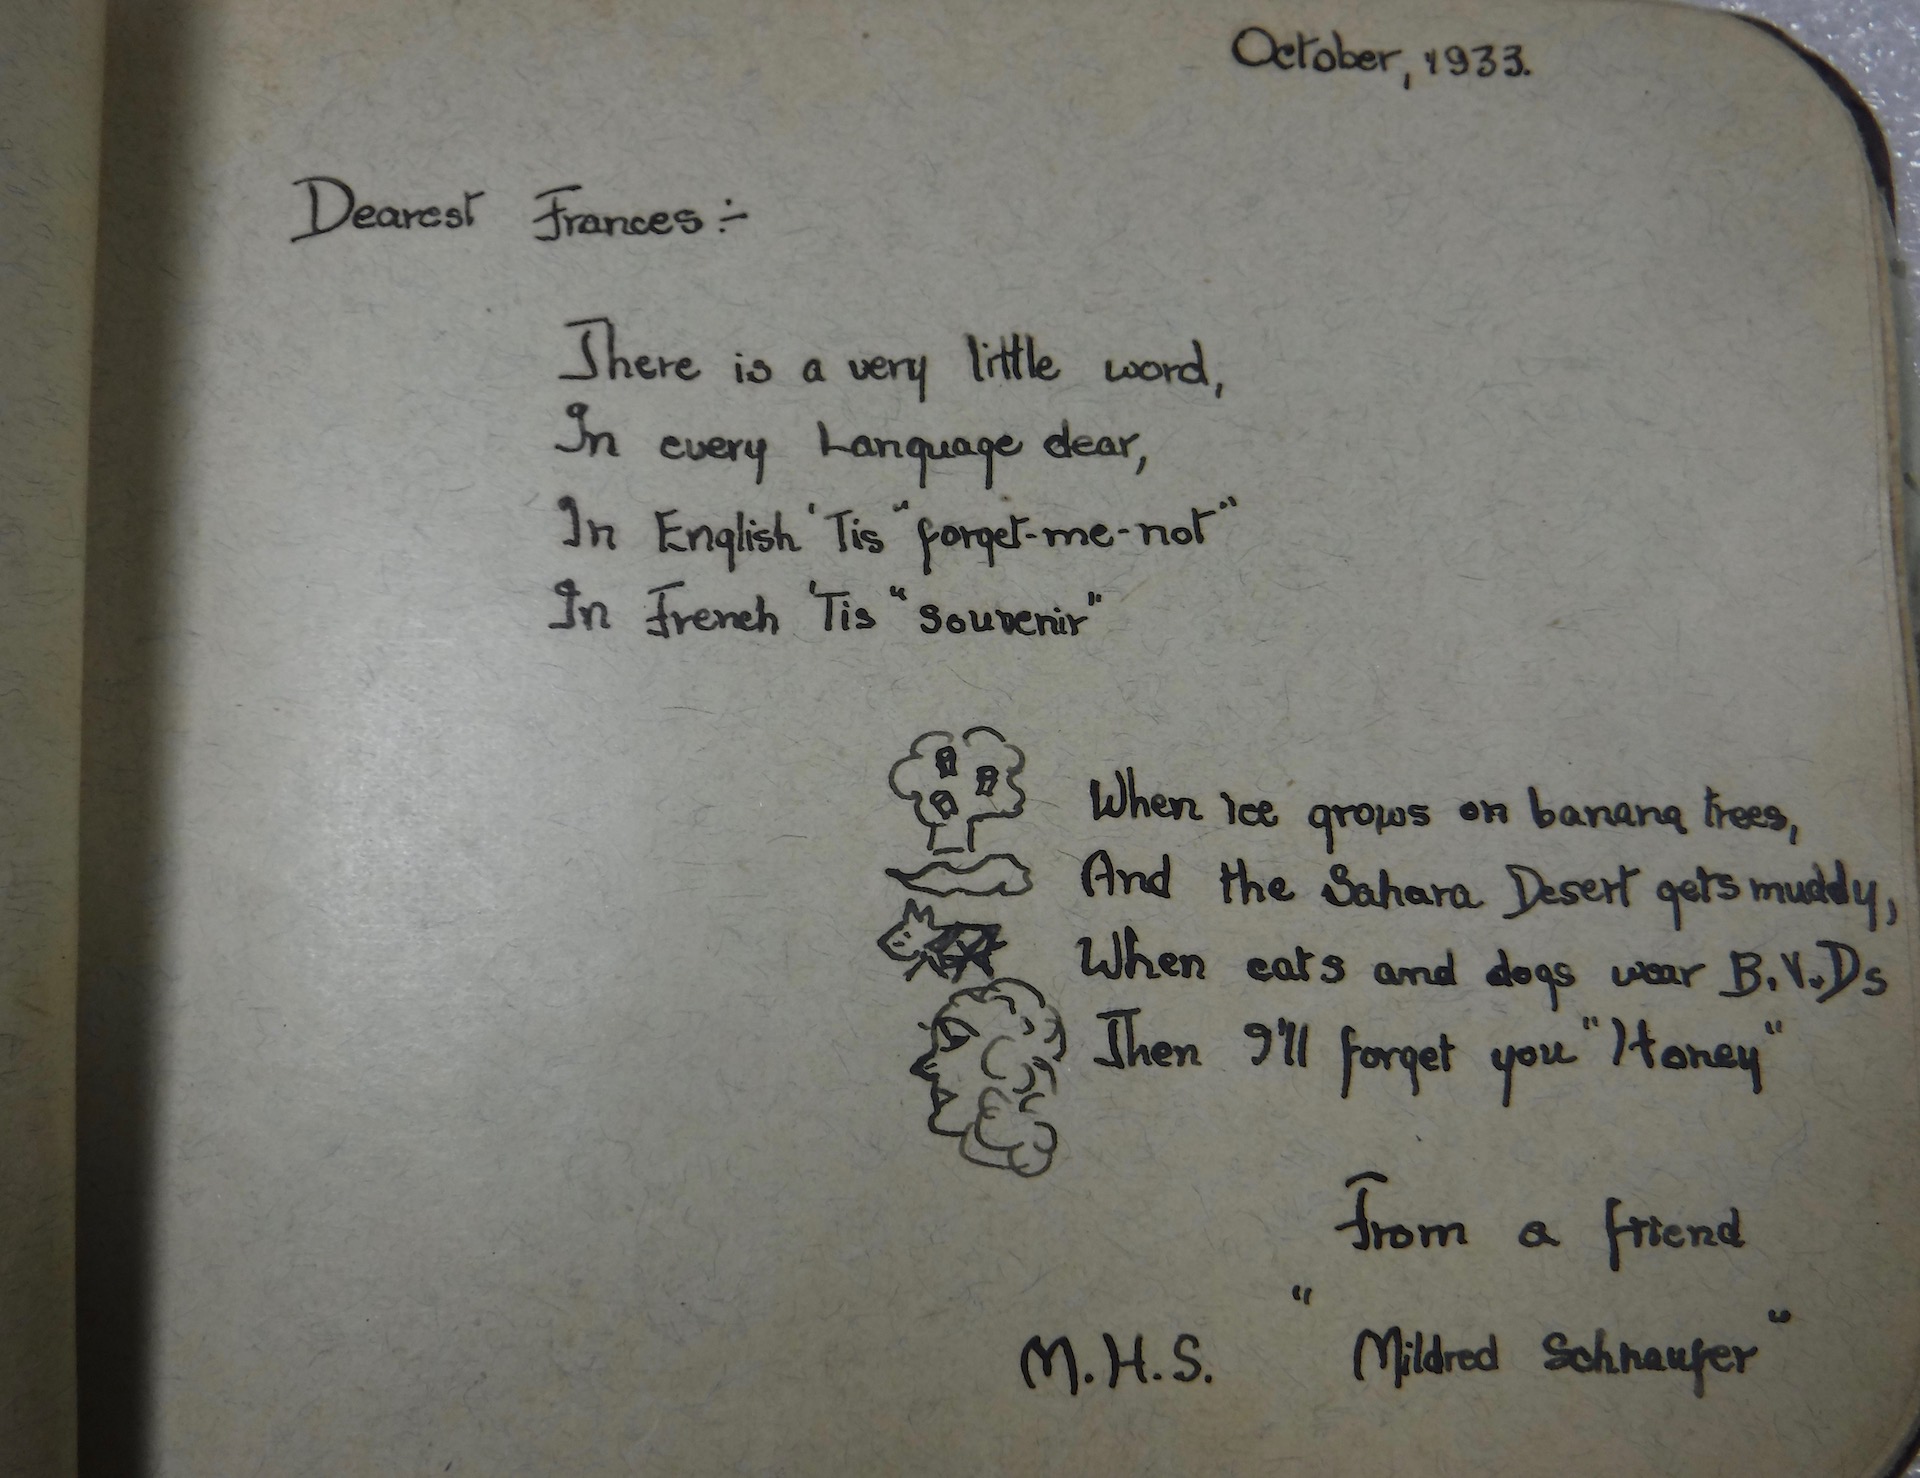 October, 1933.
Dearest Frances:-
There is a very little word,
In every Language dear,
In English 'Tis "forget-me-not"
In French 'Tis "souvenir"
When ice grows on banana trees,
And the Sahara Desert gets muddy,
When cats and dogs wear B.V.Ds
Then I'll forget you "Honey"
From a friend
M.H.S. "Mildred Schnaufer"